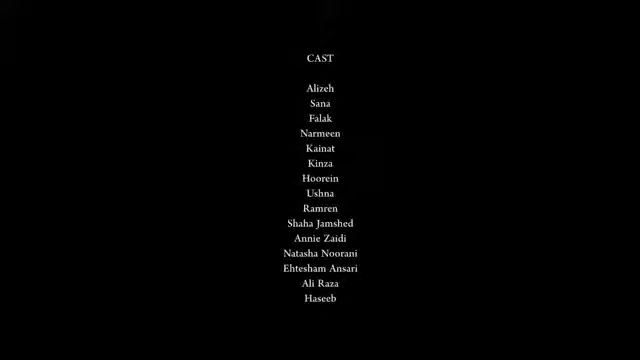 CAST
Alizeh
Sana
Falak
Narmeen
Kainat
Kinza
Hoorein
Ushna
Ramren
Shaha Jamshed
Annie Zaidi
Natasha Noorani
Ehtesham Ansari
Ali Raza
Haseeb